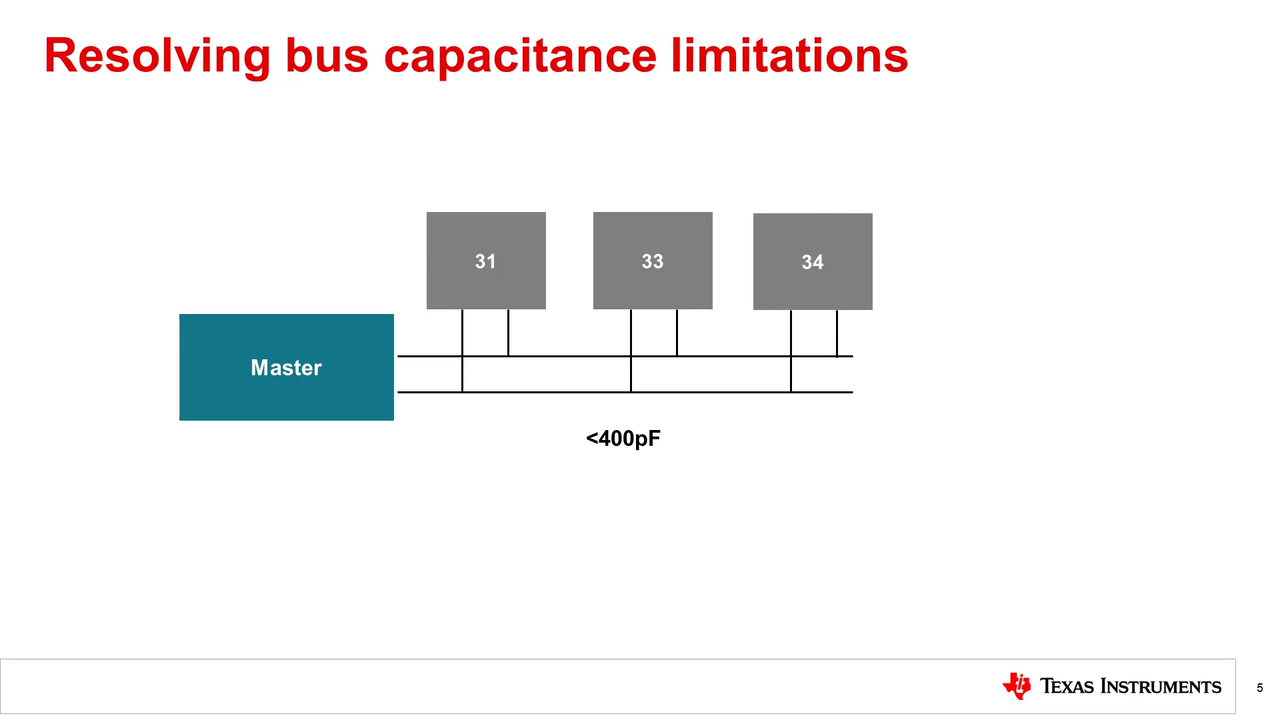 Resolving bus capacitance limitations
31
33
34
Master
<400pF
TEXAS INSTRUMENTS
5